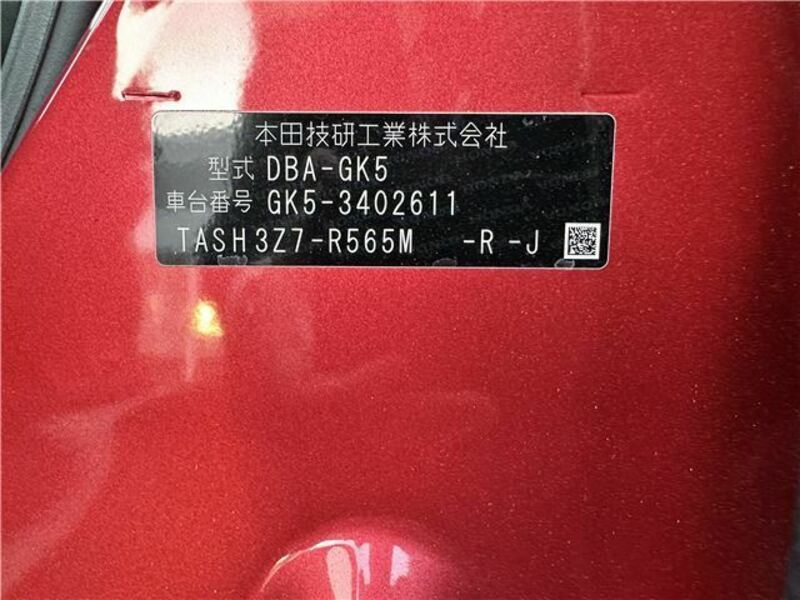 本田技研工業株式会社
型式 DBA-GK5
車台番号 GK5-3402611
TASH3Z7-R565M -R -J